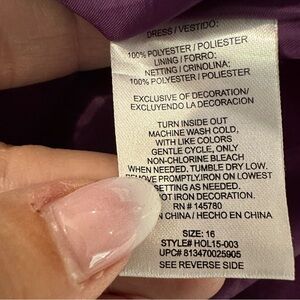 DRESS / VESTIDO:
100% POLYESTER / POLIESTER
LINING / FORRO:
NETTING / CRINOLINA:
100% POLYESTER / POLIESTER
EXCLUSIVE OF DECORATION/
EXCLUYENDO LA DECORACION
TURN INSIDE OUT
MACHINE WASH COLD,
WITH LIKE COLORS
GENTLE CYCLE, ONLY
NON-CHLORINE BLEACH
WHEN NEEDED. TUMBLE DRY LOW.
REMOVE PROMPTLY.IRON ON LOWEST
SETTING AS NEEDED.
NOT IRON DECORATION.
RN # 145780
IN CHINA / HECHO EN CHINA
SIZE: 16
STYLE# HOL15-003
UPC# 813470025905
SEE REVERSE SIDE